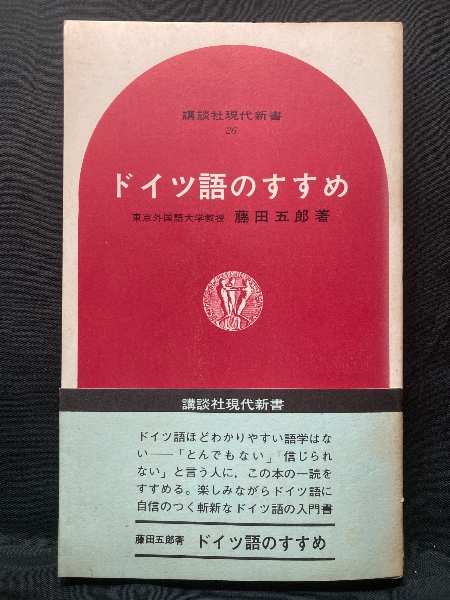 講談社現代新書
26
ドイツ語のすすめ
東京外国語大学教授 藤田五郎著
講談社現代新書
ドイツ語ほどわかりやすい語学はな
い――「とんでもない」「信じられ
ない」と言う人に，この本の一読を
すすめる。楽しみながらドイツ語に
自信のつく斬新なドイツ語の入門書
藤田五郎著 ドイツ語のすすめ